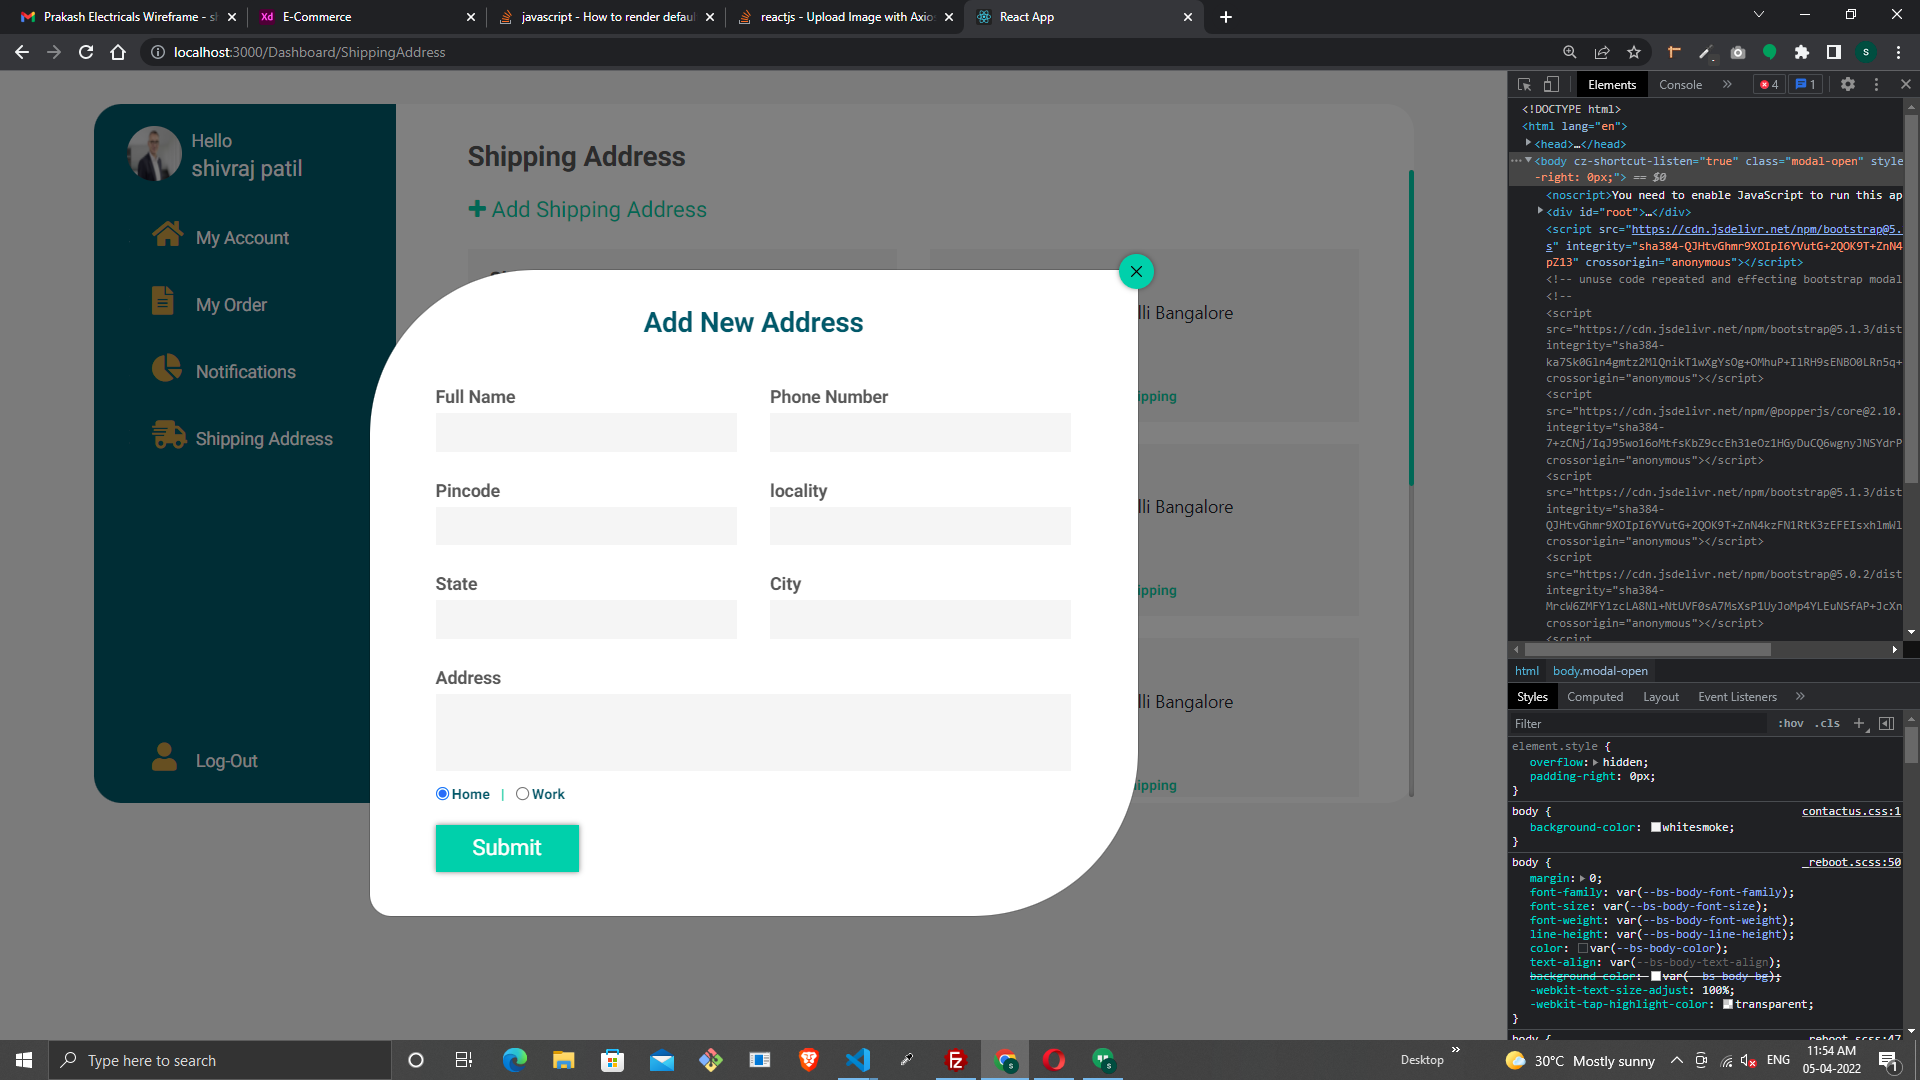 Prakash Electricals Wireframe - sh
E-Commerce
javascript - How to render defau
reactjs - Upload Image with Axio
React App
localhost:3000/Dashboard/ShippingAddress
S
Hello
shivraj patil
My Account
My Order
Notifications
Shipping Address
Log-Out
Shipping Address
Add Shipping Address
lli Bangalore
ipping
lli Bangalore
ipping
lli Bangalore
ipping
Add New Address
Full Name
Phone Number
Pincode
locality
State
City
Address
Home | Work
Submit
Elements
Console
4
1
<!DOCTYPE html>
<html lang="en">
<head>…</head>
<body cz-shortcut-listen="true" class="modal-open" style
-right: 0px;"> == $0
<noscript>You need to enable JavaScript to run this ap
<div id="root">…</div>
<script src="https://cdn.jsdelivr.net/npm/bootstrap@5.
s" integrity="sha384-QJHtvGhmr9XOIpI6YVutG+2QOK9T+ZnN4
pZ13" crossorigin="anonymous"></script>
<!-- unuse code repeated and effecting bootstrap modal
<!--
<script
src="https://cdn.jsdelivr.net/npm/bootstrap@5.1.3/dist
integrity="sha384-
ka7Sk0Gln4gmtz2MlQnikT1wXgYsOg+OMhuP+IlRH9sENBO0LRn5q+
crossorigin="anonymous"></script>
<script
src="https://cdn.jsdelivr.net/npm/@popperjs/core@2.10.
integrity="sha384-
7+zCNj/IqJ95wo16oMtfsKbZ9ccEh31eOz1HGyDuCQ6wgnyJNSYdrP
crossorigin="anonymous"></script>
<script
src="https://cdn.jsdelivr.net/npm/bootstrap@5.1.3/dist
integrity="sha384-
QJHtvGhmr9XOIpI6YVutG+2QOK9T+ZnN4kzFN1RtK3zEFEIsxhlmWl
crossorigin="anonymous"></script>
<script
src="https://cdn.jsdelivr.net/npm/bootstrap@5.0.2/dist
integrity="sha384-
MrcW6ZMFYlzcLA8Nl+NtUVF0sA7MsXsP1UyJoMp4YLEuNSfAP+JcXn
crossorigin="anonymous"></script>
<script
html body.modal-open
Styles
Computed
Layout
Event Listeners
Filter
:hov .cls
element.style {
overflow: hidden;
padding-right: 0px;
}
body { contactus.css:1
background-color: whitesmoke;
}
body { _reboot.scss:50
margin: 0;
font-family: var(--bs-body-font-family);
font-size: var(--bs-body-font-size);
font-weight: var(--bs-body-font-weight);
line-height: var(--bs-body-line-height);
color: var(--bs-body-color);
text-align: var(--bs-body-text-align);
background-color: var(--bs-body-bg);
-webkit-text-size-adjust: 100%;
-webkit-tap-highlight-color: transparent;
}
body { _reboot.scss:47
Type here to search
Desktop
30°C Mostly sunny
ENG
11:54 AM
05-04-2022
1